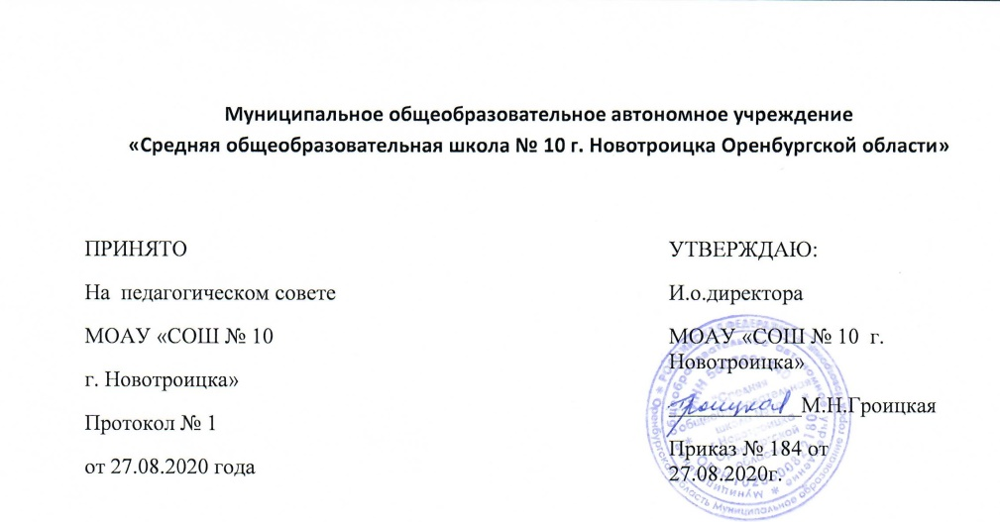 Муниципальное общеобразовательное автономное учреждение
«Средняя общеобразовательная школа № 10 г. Новотроицка Оренбургской области»
ПРИНЯТО
На педагогическом совете
МОАУ «СОШ № 10
г. Новотроицка»
Протокол № 1
от 27.08.2020 года
УТВЕРЖДАЮ:
И.о.директора
МОАУ «СОШ № 10 г.
Новотроицка»
М.Н.Гроицкая
Приказ № 184 от
27.08.2020г.